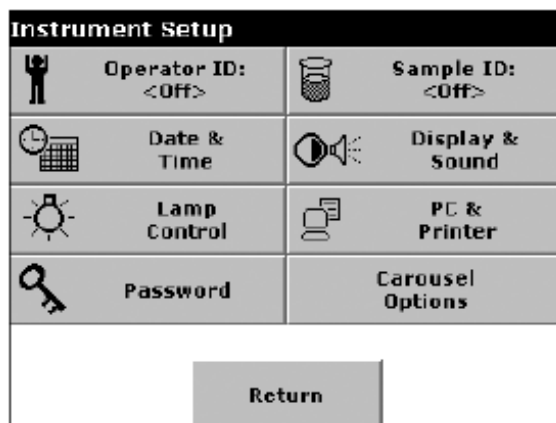 Instrument Setup
Operator ID:
<Off>
Sample ID:
<Off>
Date &
Time
Display &
Sound
Lamp
Control
PC &
Printer
Password
Carousel
Options
Return